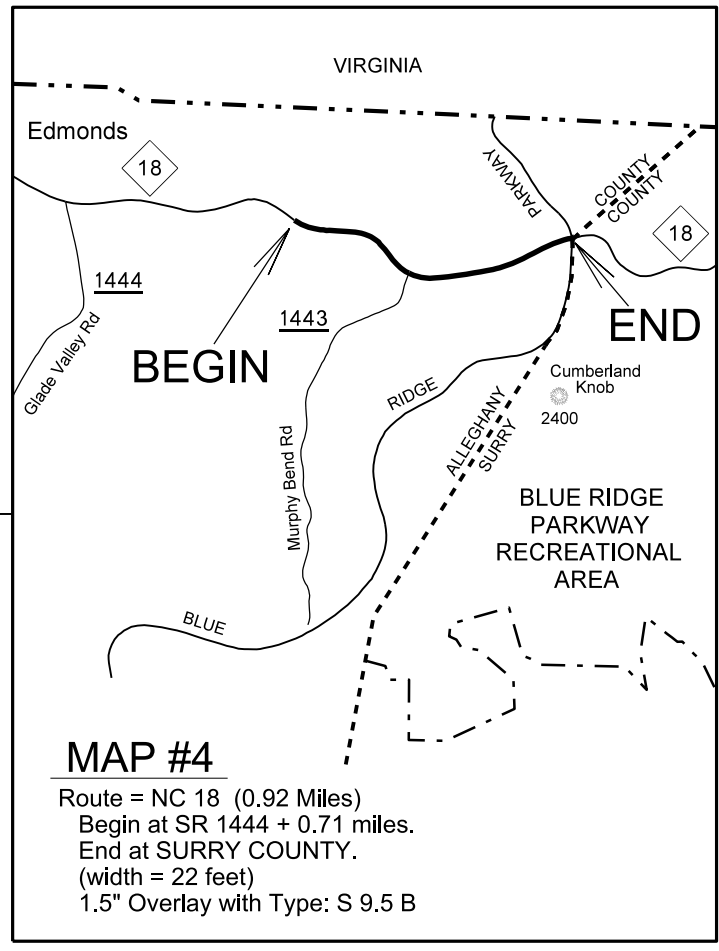 VIRGINIA
Edmonds
18
PARKWAY
COUNTY
COUNTY
18
1444
1443
BEGIN
END
Glade Valley Rd
Murphy Bend Rd
RIDGE
Cumberland
Knob
2400
ALLEGHANY
SURRY
BLUE RIDGE
PARKWAY
RECREATIONAL
AREA
BLUE
MAP #4
Route = NC 18 (0.92 Miles)
Begin at SR 1444 + 0.71 miles.
End at SURRY COUNTY.
(width = 22 feet)
1.5" Overlay with Type: S 9.5 B